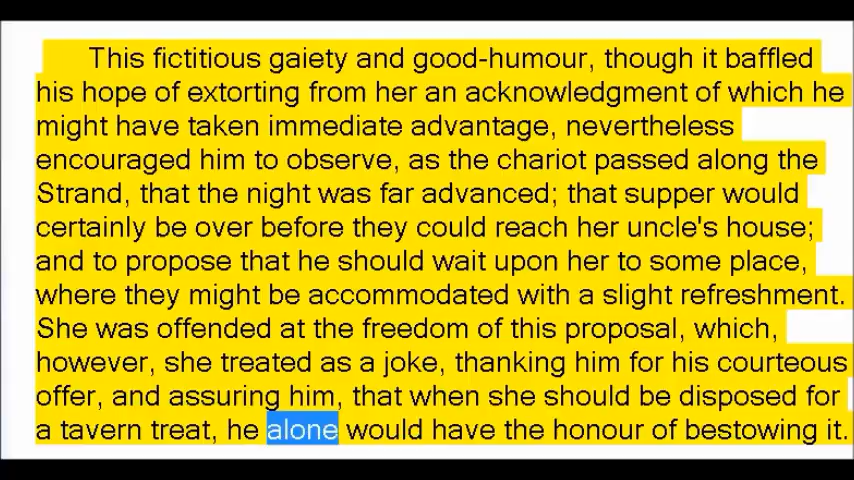 This fictitious gaiety and good-humour, though it baffled
his hope of extorting from her an acknowledgment of which he
might have taken immediate advantage, nevertheless
encouraged him to observe, as the chariot passed along the
Strand, that the night was far advanced; that supper would
certainly be over before they could reach her uncle's house;
and to propose that he should wait upon her to some place,
where they might be accommodated with a slight refreshment.
She was offended at the freedom of this proposal, which,
however, she treated as a joke, thanking him for his courteous
offer, and assuring him, that when she should be disposed for
a tavern treat, he alone would have the honour of bestowing it.